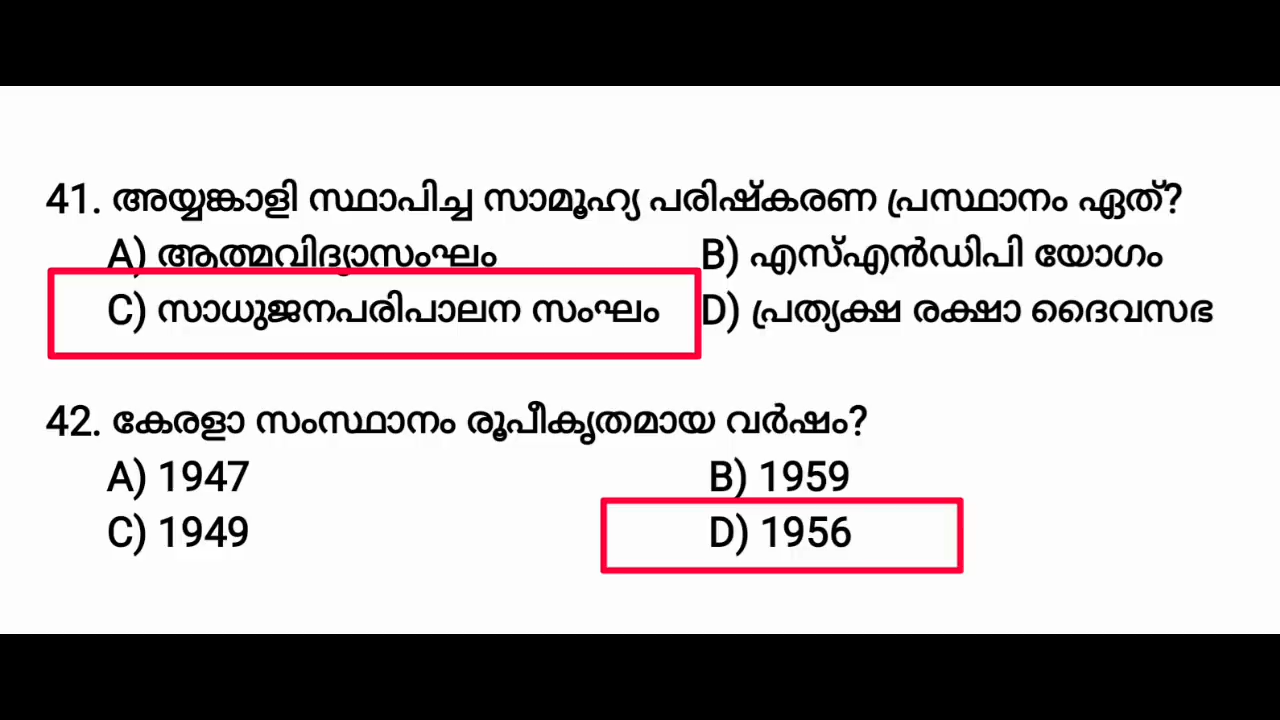 41. അയ്യങ്കാളി സ്ഥാപിച്ച സാമൂഹ്യ പരിഷ്കരണ പ്രസ്ഥാനം ഏത്?
A) ആത്മവിദ്യാസംഘം B) എസ്എൻഡിപി യോഗം
C) സാധുജനപരിപാലന സംഘം D) പ്രത്യക്ഷ രക്ഷാ ദൈവസഭ
42. കേരളാ സംസ്ഥാനം രൂപീകൃതമായ വർഷം?
A) 1947 B) 1959
C) 1949 D) 1956